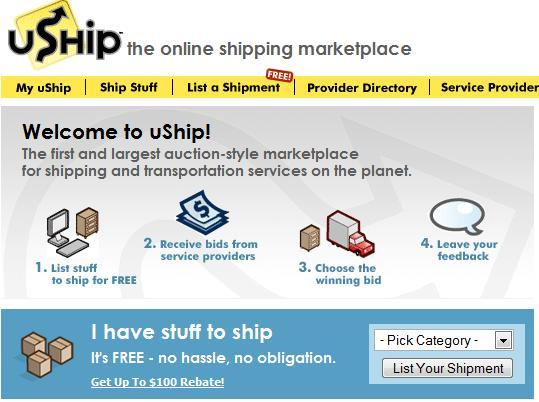 uShip™ the online shipping marketplace
FREE!
My uShip Ship Stuff List a Shipment Provider Directory Service Provider
Welcome to uShip!
The first and largest auction-style marketplace
for shipping and transportation services on the planet.
1. List stuff
to ship for FREE
2. Receive bids from
service providers
3. Choose the
winning bid
4. Leave your
feedback
I have stuff to ship
It's FREE - no hassle, no obligation.
Get Up To $100 Rebate!
- Pick Category -
List Your Shipment